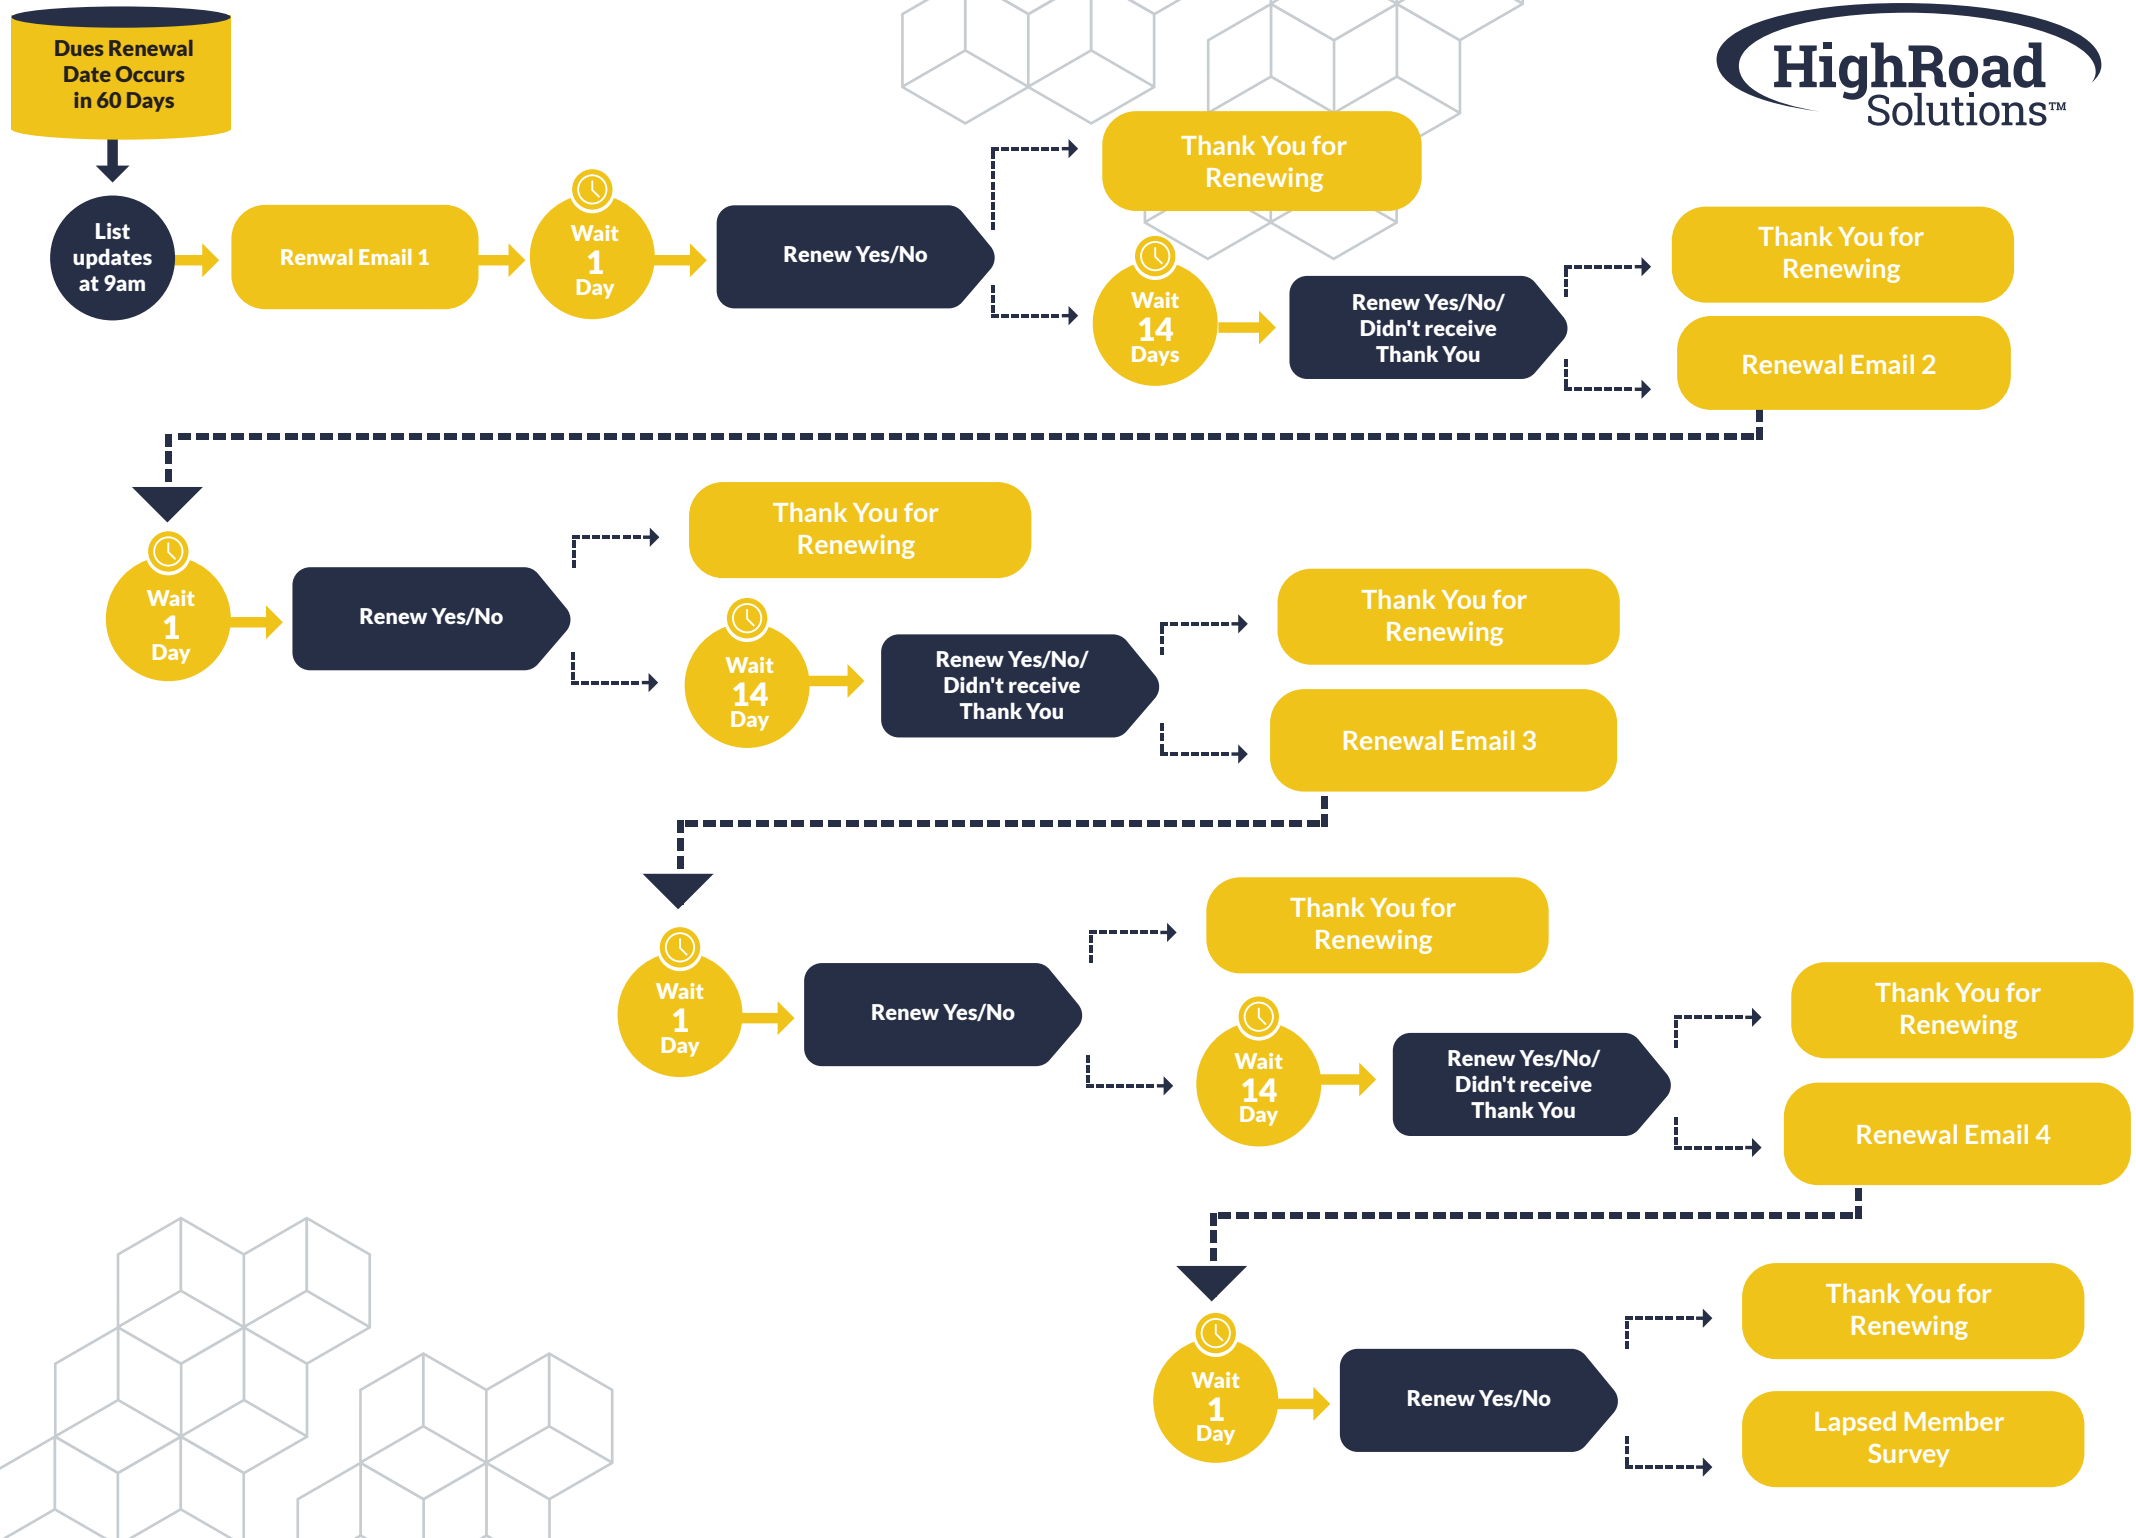 Dues Renewal
Date Occurs
in 60 Days
HighRoad
Solutions™
List
updates
at 9am
Renwal Email 1
Wait
1
Day
Renew Yes/No
Thank You for
Renewing
Wait
14
Days
Renew Yes/No/
Didn't receive
Thank You
Thank You for
Renewing
Renewal Email 2
Wait
1
Day
Renew Yes/No
Thank You for
Renewing
Wait
14
Day
Renew Yes/No/
Didn't receive
Thank You
Thank You for
Renewing
Renewal Email 3
Wait
1
Day
Renew Yes/No
Thank You for
Renewing
Wait
14
Day
Renew Yes/No/
Didn't receive
Thank You
Thank You for
Renewing
Renewal Email 4
Wait
1
Day
Renew Yes/No
Thank You for
Renewing
Lapsed Member
Survey